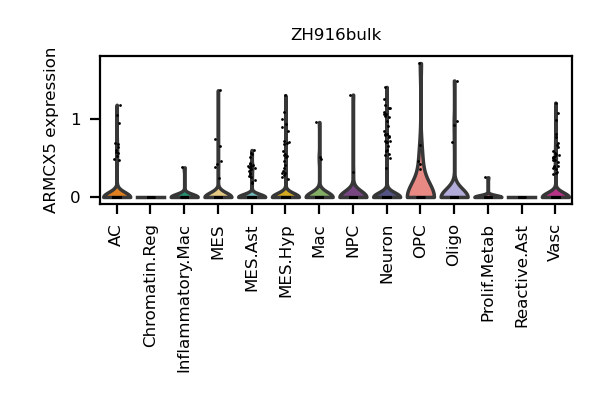 ZH916bulk
ARMCX5 expression
1
0
AC
Chromatin.Reg
Inflammatory.Mac
MES
MES.Ast
MES.Hyp
Mac
NPC
Neuron
OPC
Oligo
Prolif.Metab
Reactive.Ast
Vasc